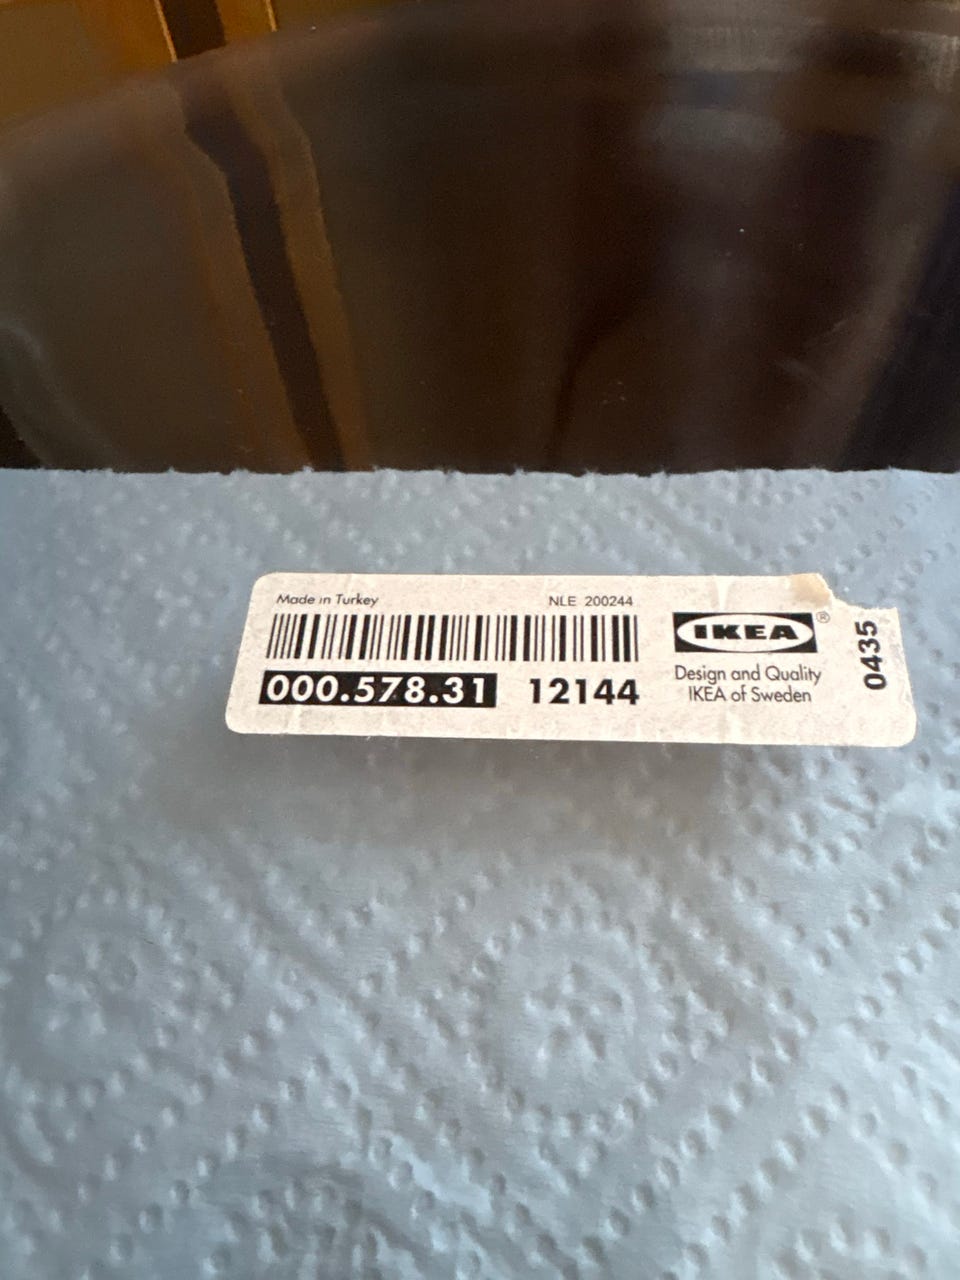 Made in Turkey NLE 200244
000.578.31 12144
IKEA®
Design and Quality
IKEA of Sweden
0435